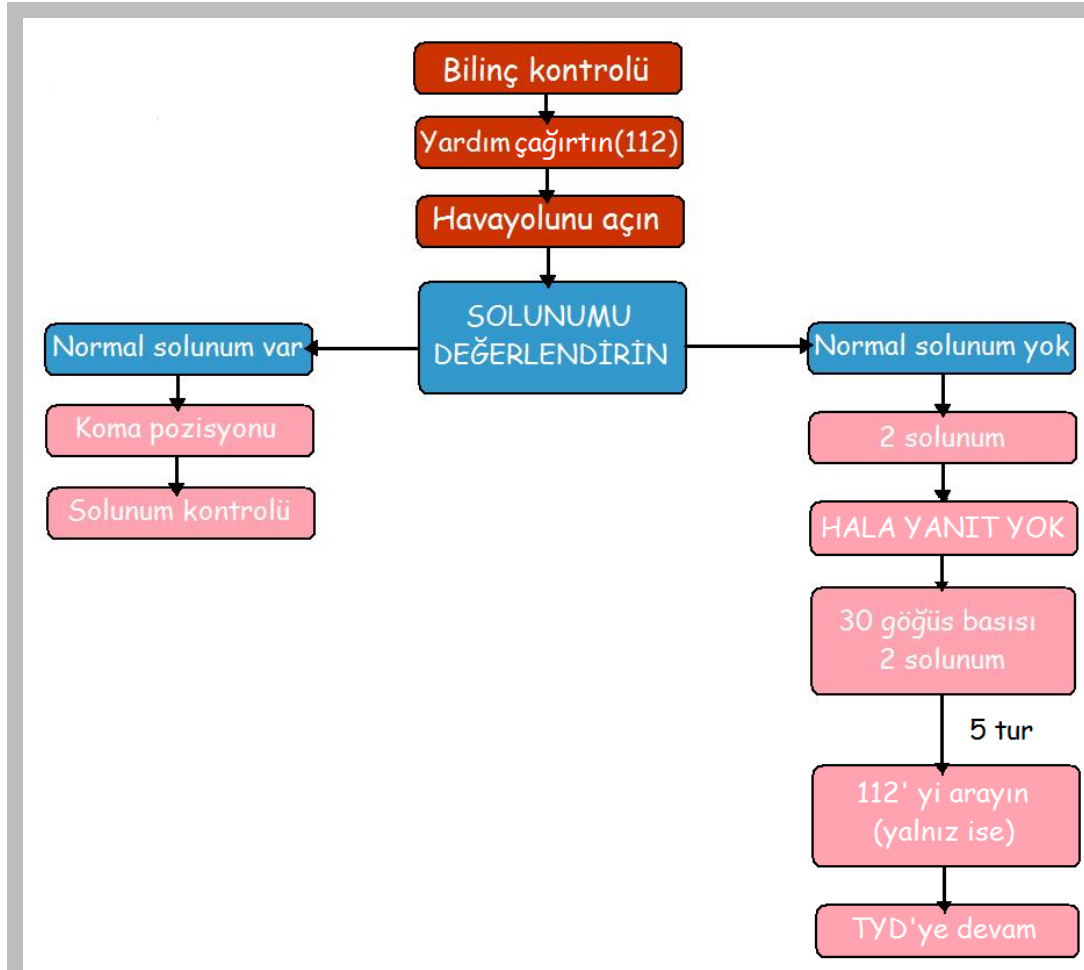 Bilinç kontrolü
Yardım çağırtın(112)
Havayolunu açın
SOLUNUMU
DEĞERLENDİRİN
Normal solunum var
Koma pozisyonu
Solunum kontrolü
Normal solunum yok
2 solunum
HALA YANIT YOK
30 göğüs basısı
2 solunum
5 tur
112' yi arayın
(yalnız ise)
TYD'ye devam